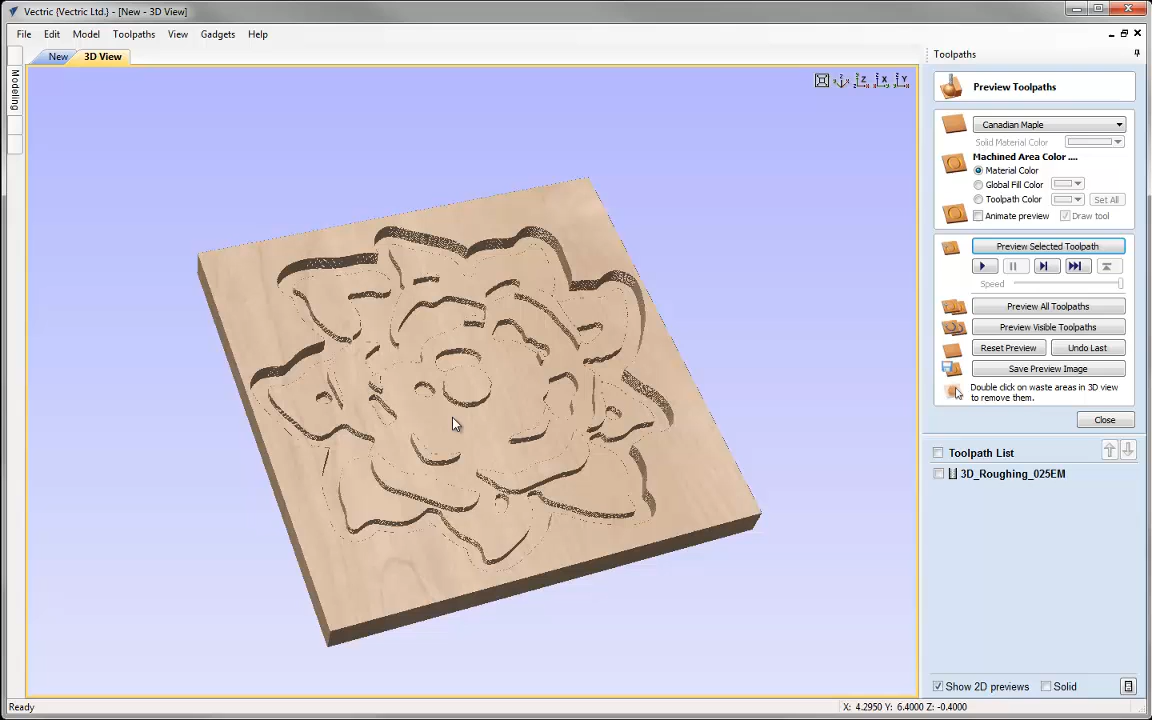 Vectric {Vectric Ltd.} - [New - 3D View]
File Edit Model Toolpaths View Gadgets Help
New 3D View
Modeling
Z X Y
Toolpaths
Preview Toolpaths
Canadian Maple
Solid Material Color
Machined Area Color ....
Material Color
Global Fill Color
Toolpath Color Set All
Animate preview Draw tool
Preview Selected Toolpath
Speed
Preview All Toolpaths
Preview Visible Toolpaths
Reset Preview Undo Last
Save Preview Image
Double click on waste areas in 3D view
to remove them.
Close
Toolpath List
3D_Roughing_025EM
Show 2D previews Solid
Ready X: 4.2950 Y: 6.4000 Z: -0.4000